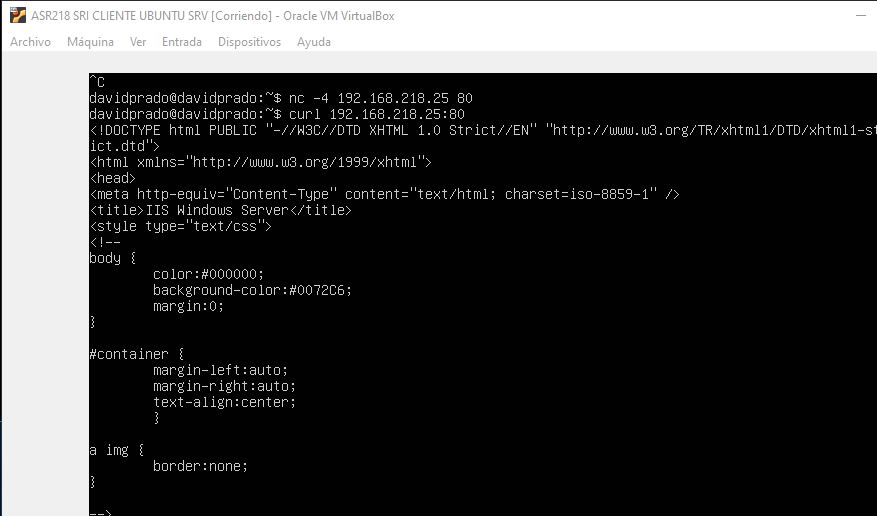 ASR218 SRI CLIENTE UBUNTU SRV [Corriendo] - Oracle VM VirtualBox
Archivo Máquina Ver Entrada Dispositivos Ayuda
^C
davidprado@davidprado:~$ nc -4 192.168.218.25 80
davidprado@davidprado:~$ curl 192.168.218.25:80
<!DOCTYPE html PUBLIC "-//W3C//DTD XHTML 1.0 Strict//EN" "http://www.w3.org/TR/xhtml1/DTD/xhtml1-st
ict.dtd">
<html xmlns="http://www.w3.org/1999/xhtml">
<head>
<meta http-equiv="Content-Type" content="text/html; charset=iso-8859-1" />
<title>IIS Windows Server</title>
<style type="text/css">
<!--
body {
        color:#000000;
        background-color:#0072C6;
        margin:0;
}

#container {
        margin-left:auto;
        margin-right:auto;
        text-align:center;
        }

a img {
        border:none;
}

-->